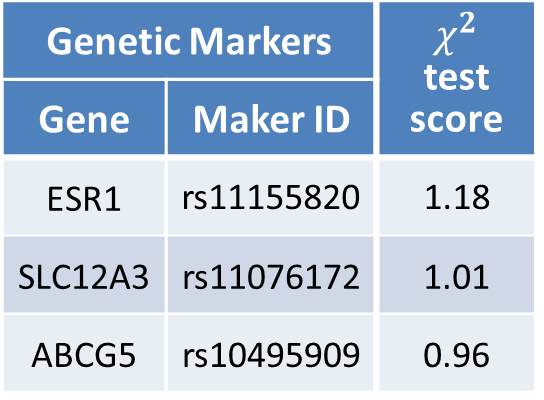 Genetic Markers
χ²
test
score
Gene Maker ID
ESR1 rs11155820 1.18
SLC12A3 rs11076172 1.01
ABCG5 rs10495909 0.96